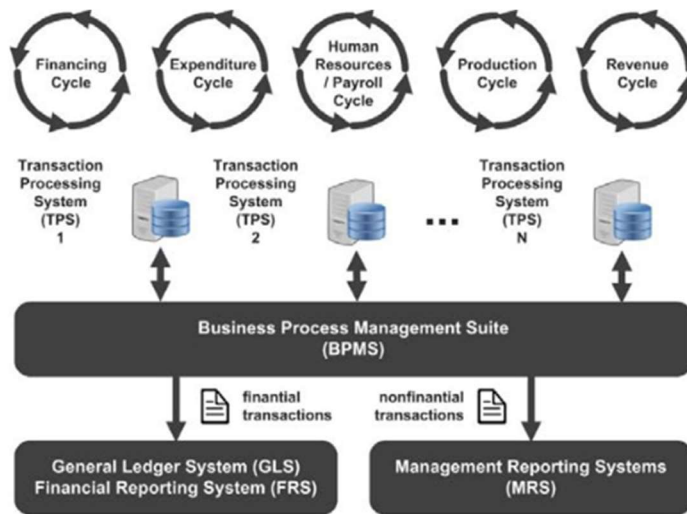 Financing
Cycle
Expenditure
Cycle
Human
Resources
/ Payroll
Cycle
Production
Cycle
Revenue
Cycle
Transaction
Processing
System
(TPS)
1
Transaction
Processing
System
(TPS)
2
...
Transaction
Processing
System
(TPS)
N
Business Process Management Suite
(BPMS)
finantial
transactions
nonfinantial
transactions
General Ledger System (GLS)
Financial Reporting System (FRS)
Management Reporting Systems
(MRS)